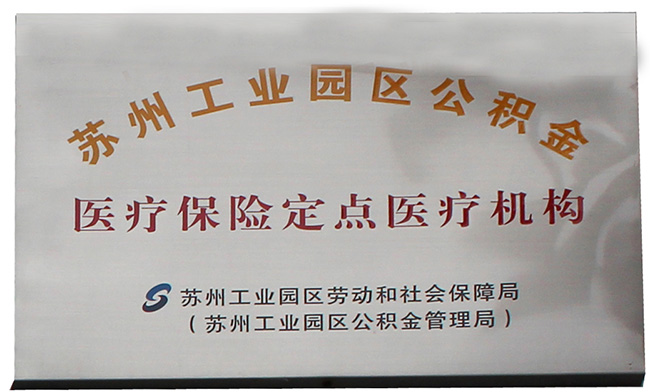 苏州工业园区公积金
医疗保险定点医疗机构
苏州工业园区劳动和社会保障局
（苏州工业园区公积金管理局）